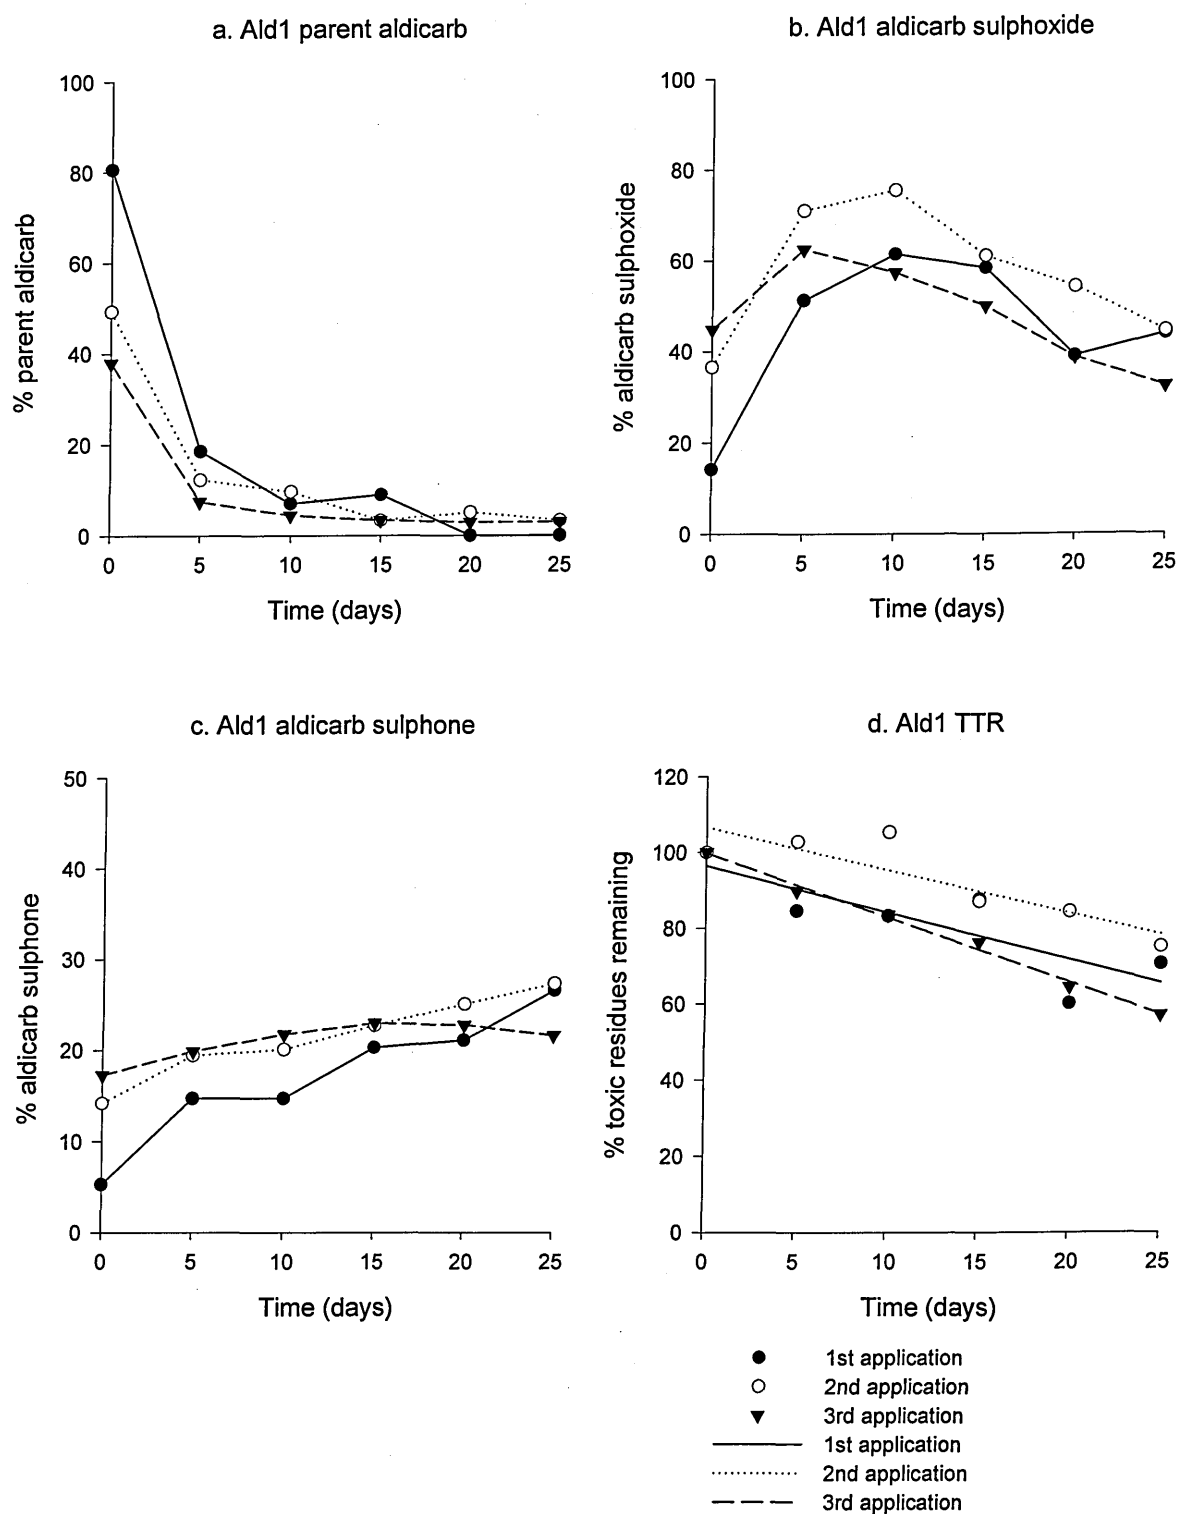 a. Ald1 parent aldicarb
100
80
60
40
20
0
% parent aldicarb
0 5 10 15 20 25
Time (days)
b. Ald1 aldicarb sulphoxide
100
80
60
40
20
0
% aldicarb sulphoxide
0 5 10 15 20 25
Time (days)
c. Ald1 aldicarb sulphone
50
40
30
20
10
0
% aldicarb sulphone
0 5 10 15 20 25
Time (days)
d. Ald1 TTR
120
100
80
60
40
20
0
% toxic residues remaining
0 5 10 15 20 25
Time (days)
1st application
2nd application
3rd application
1st application
2nd application
3rd application